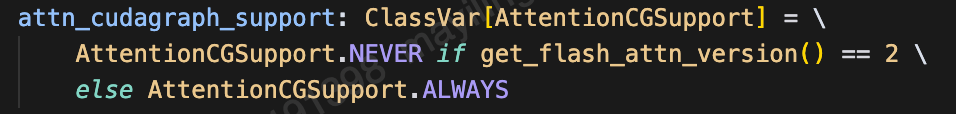 attn_cudagraph_support: ClassVar[AttentionCGSupport] = \
    AttentionCGSupport.NEVER if get_flash_attn_version() == 2 \
    else AttentionCGSupport.ALWAYS